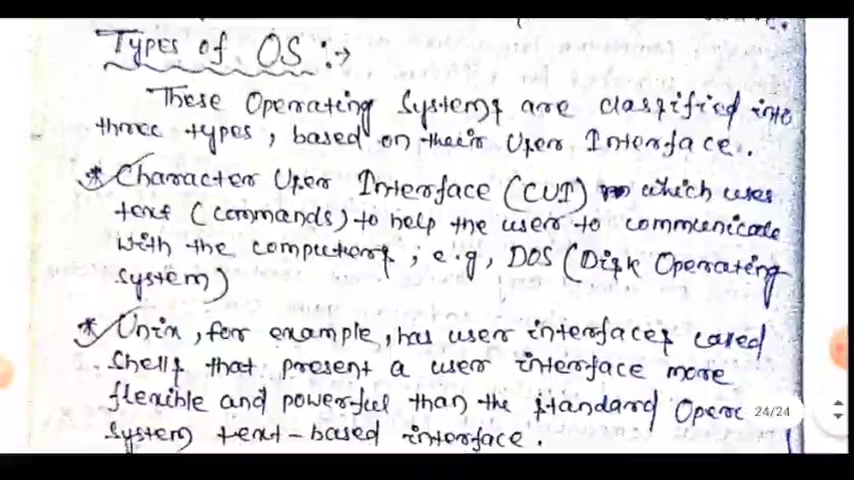 Types of OS :→
These Operating Systems are classified into
three types, based on their User Interface.
* Character User Interface (CUI) which uses
text (commands) to help the user to communicate
with the computers, e.g, DOS (Disk Operating
System)
* Unix, for example, has user interfaces cared
Shells that present a user interface more
flexible and powerful than the standard Opera
System text-based interface.
24/24